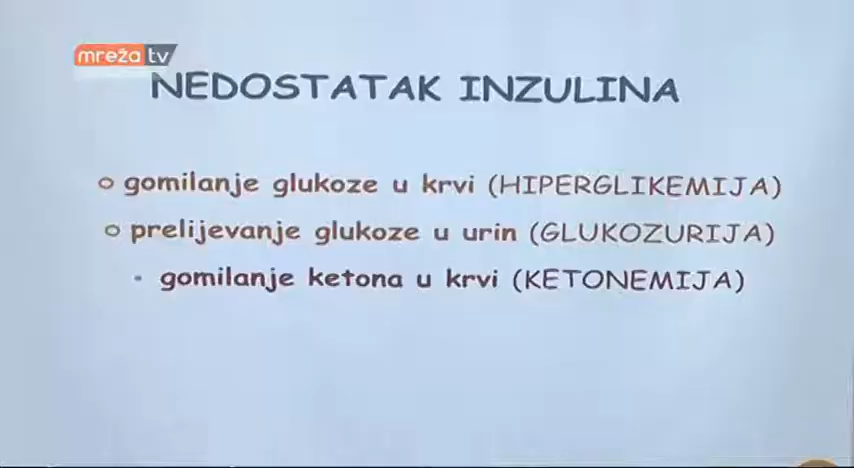 mreža tv
NEDOSTATAK INZULINA
gomilanje glukoze u krvi (HIPERGLIKEMIJA)
prelijevanje glukoze u urin (GLUKOZURIJA)
gomilanje ketona u krvi (KETONEMIJA)